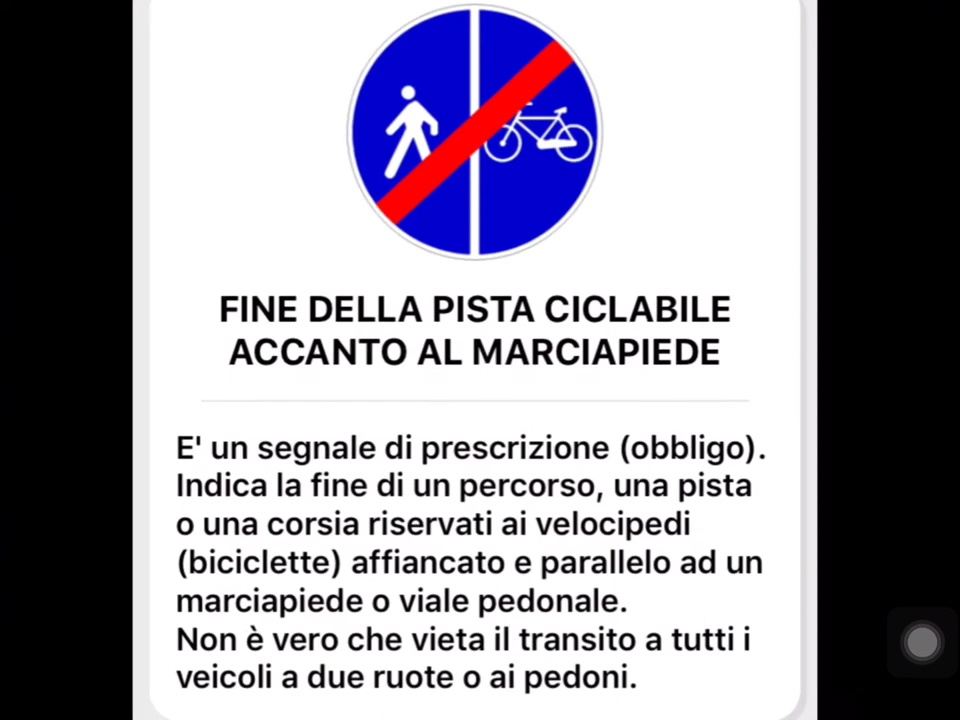 FINE DELLA PISTA CICLABILE
ACCANTO AL MARCIAPIEDE
E' un segnale di prescrizione (obbligo).
Indica la fine di un percorso, una pista
o una corsia riservati ai velocipedi
(biciclette) affiancato e parallelo ad un
marciapiede o viale pedonale.
Non è vero che vieta il transito a tutti i
veicoli a due ruote o ai pedoni.